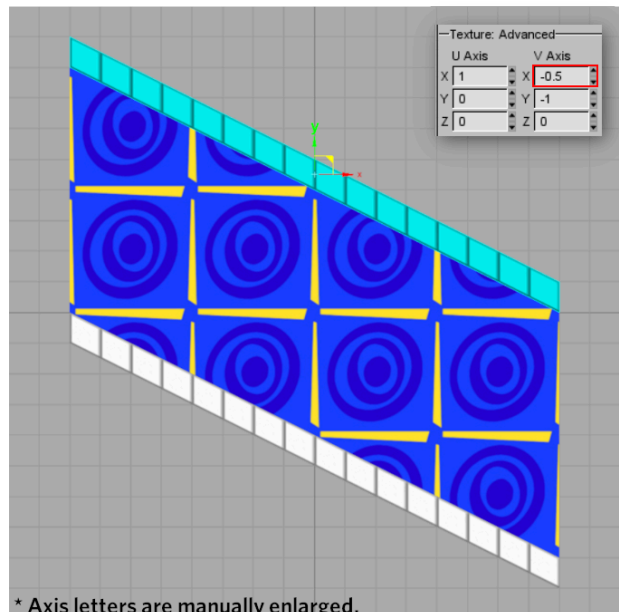 Texture: Advanced
U Axis V Axis
X 1 X -0.5
Y 0 Y -1
Z 0 Z 0
y
x
* Axis letters are manually enlarged.